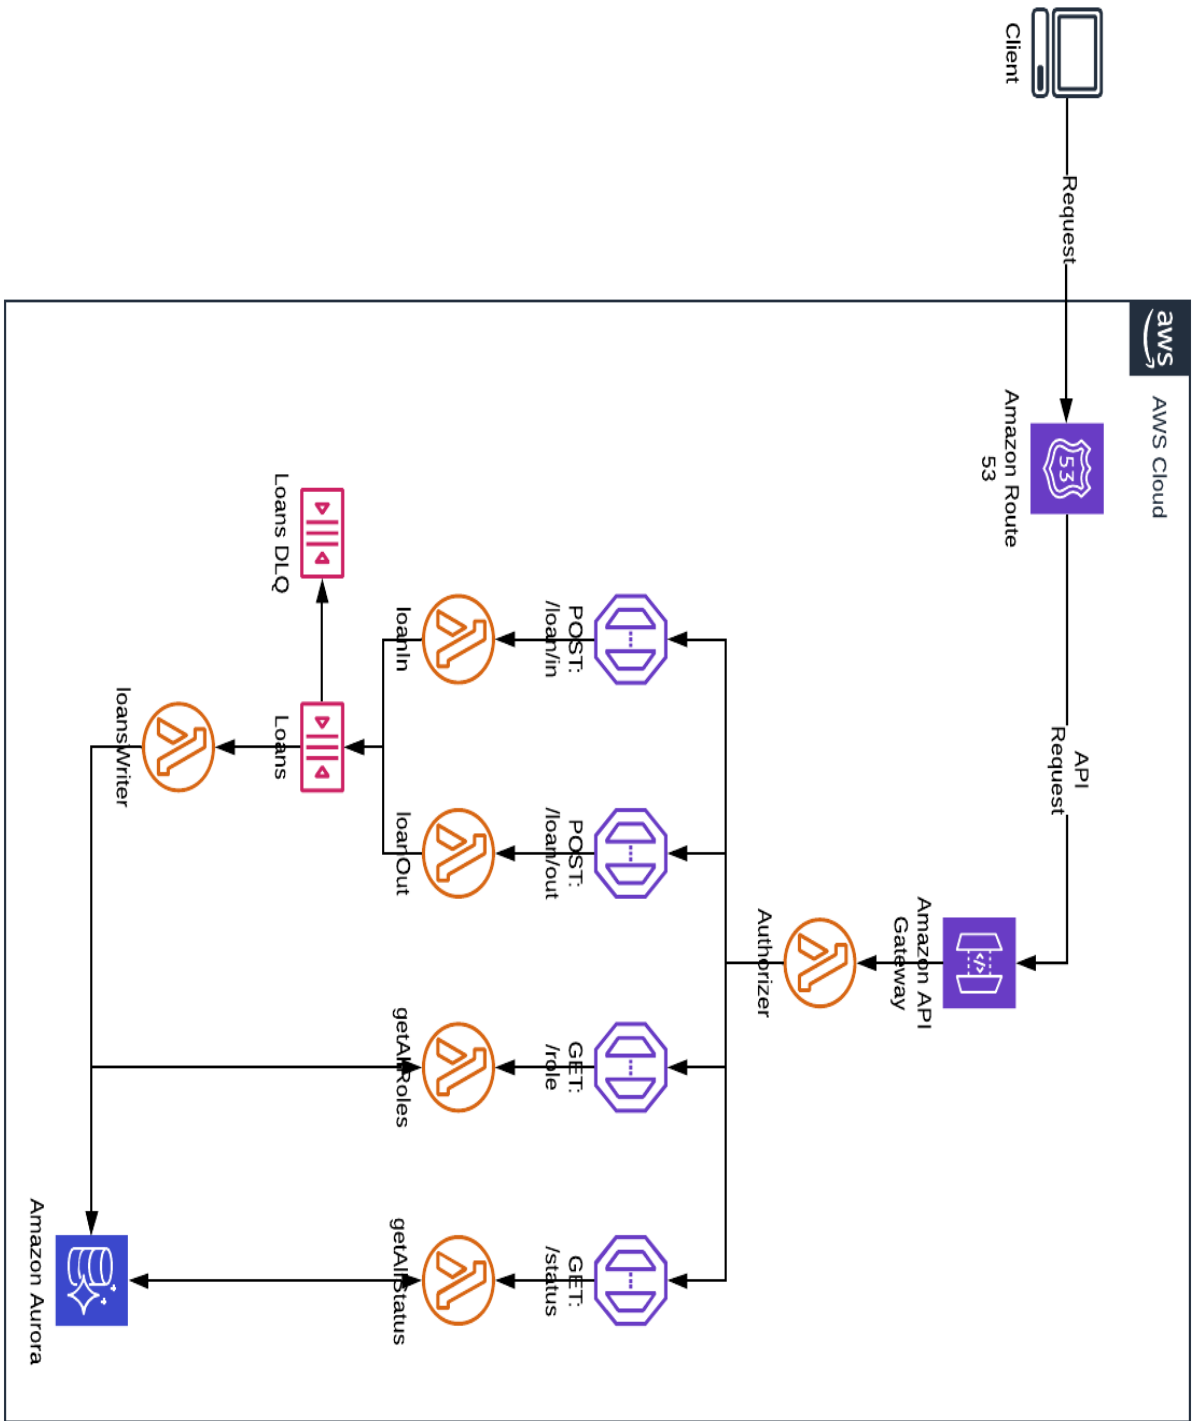 Client
Request
aws
AWS Cloud
Amazon Route
53
API
Request
Amazon API
Gateway
Authorizer
POST:
/loan/in
POST:
/loan/out
GET:
/role
GET:
/status
loanIn
loanOut
getAllRoles
getAllStatus
Loans DLQ
Loans
loansWriter
Amazon Aurora
53